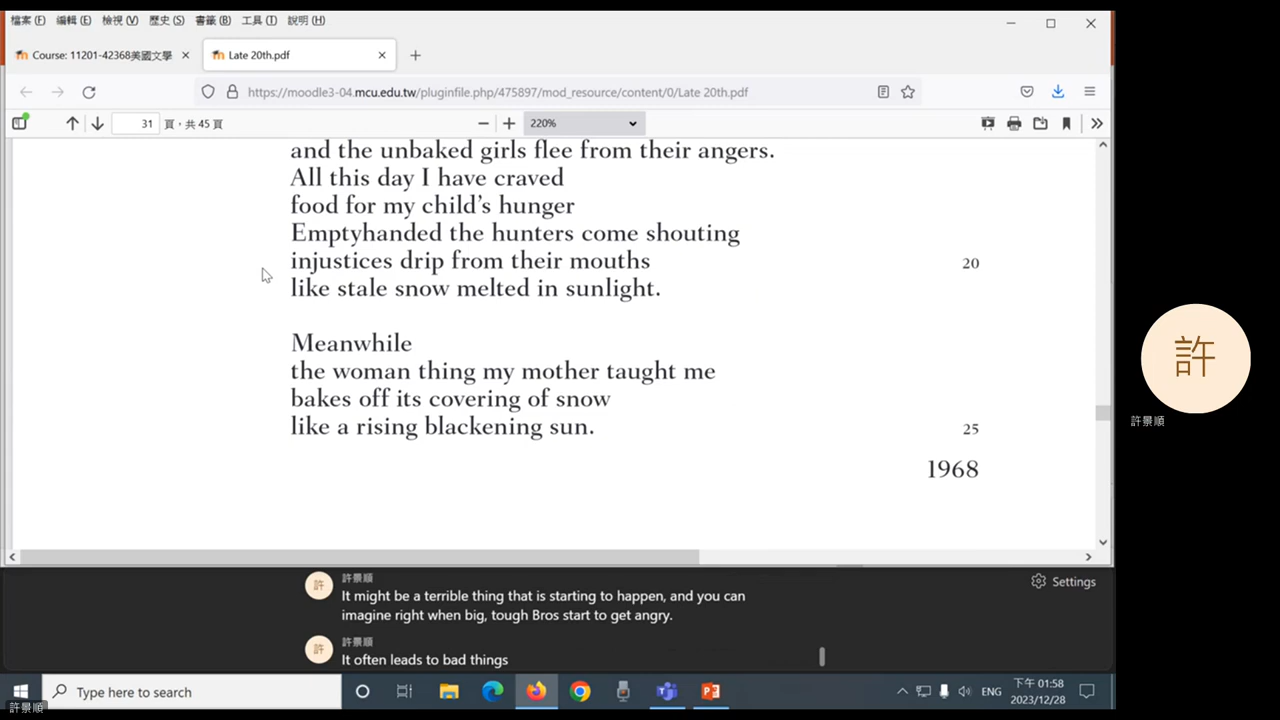 檔案 (F) 編輯 (E) 檢視 (V) 歷史 (S) 書籤 (B) 工具 (T) 說明 (H)
Course: 11201-42368美國文學
Late 20th.pdf
https://moodle3-04.mcu.edu.tw/pluginfile.php/475897/mod_resource/content/0/Late 20th.pdf
31 頁，共 45 頁
220%
and the unbaked girls flee from their angers.
All this day I have craved
food for my child's hunger
Emptyhanded the hunters come shouting
injustices drip from their mouths 20
like stale snow melted in sunlight.
Meanwhile
the woman thing my mother taught me
bakes off its covering of snow
like a rising blackening sun. 25
1968
許
許景順
許
許景順
It might be a terrible thing that is starting to happen, and you can
imagine right when big, tough Bros start to get angry.
許
許景順
It often leads to bad things
Settings
Type here to search
ENG
下午 01:58
2023/12/28
許景順